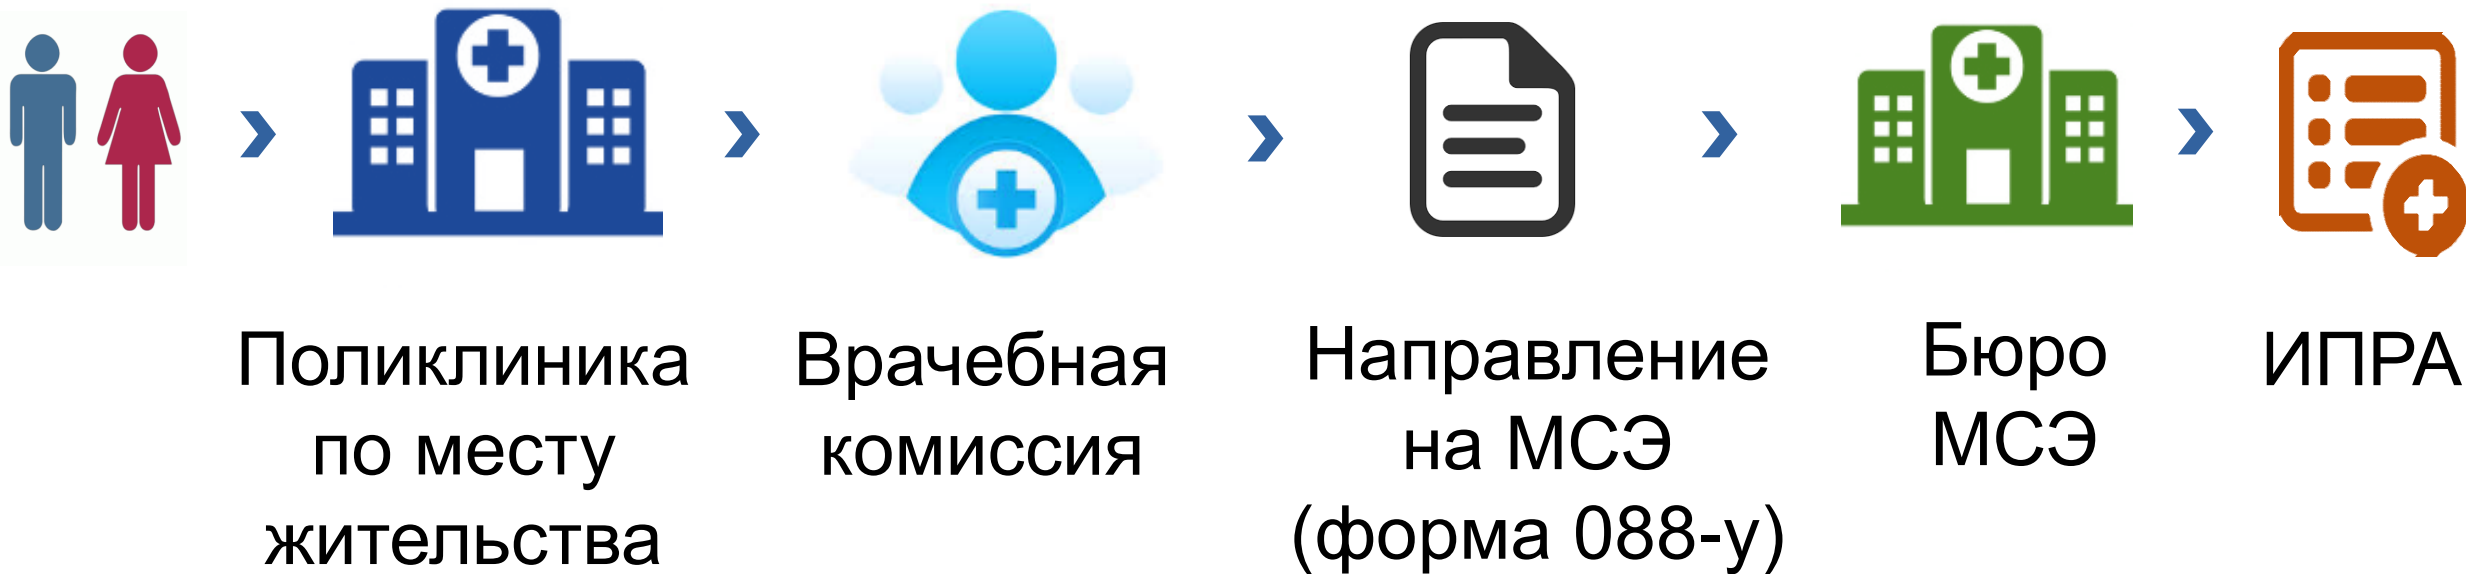 Поликлиника
по месту
жительства
Врачебная
комиссия
Направление
на МСЭ
(форма 088-у)
Бюро
МСЭ
ИПРА